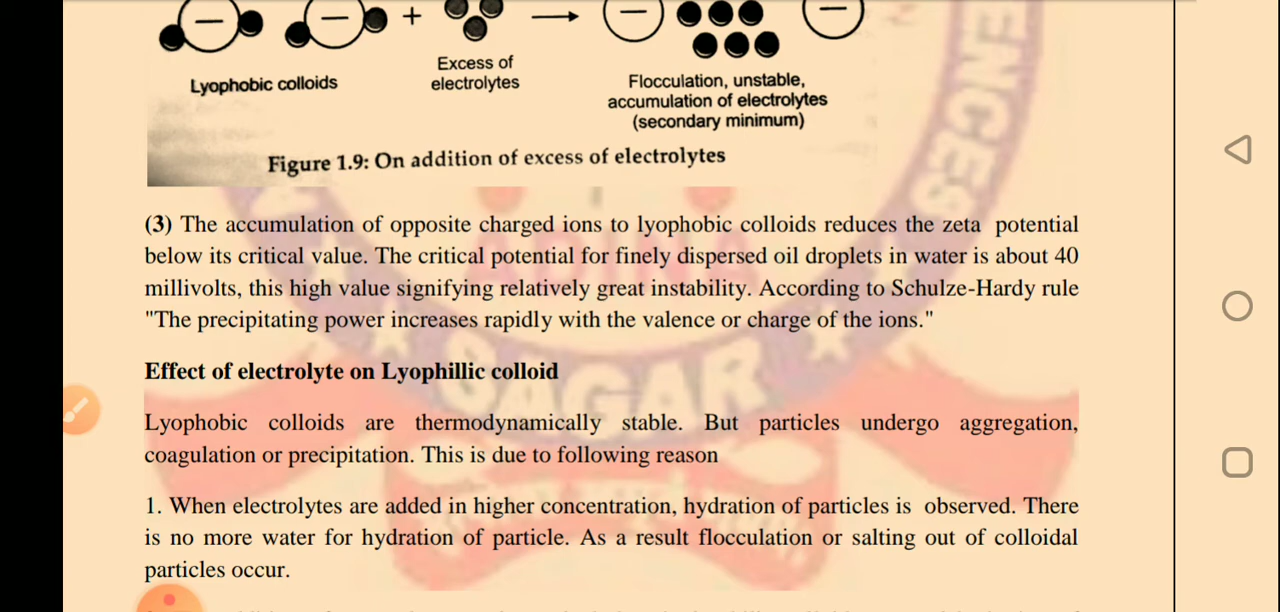 − − + − −
Lyophobic colloids
Excess of
electrolytes
Flocculation, unstable,
accumulation of electrolytes
(secondary minimum)
Figure 1.9: On addition of excess of electrolytes
(3) The accumulation of opposite charged ions to lyophobic colloids reduces the zeta potential
below its critical value. The critical potential for finely dispersed oil droplets in water is about 40
millivolts, this high value signifying relatively great instability. According to Schulze-Hardy rule
"The precipitating power increases rapidly with the valence or charge of the ions."
Effect of electrolyte on Lyophillic colloid
Lyophobic colloids are thermodynamically stable. But particles undergo aggregation,
coagulation or precipitation. This is due to following reason
1. When electrolytes are added in higher concentration, hydration of particles is observed. There
is no more water for hydration of particle. As a result flocculation or salting out of colloidal
particles occur.
ADINA
SAGAR
ENCES